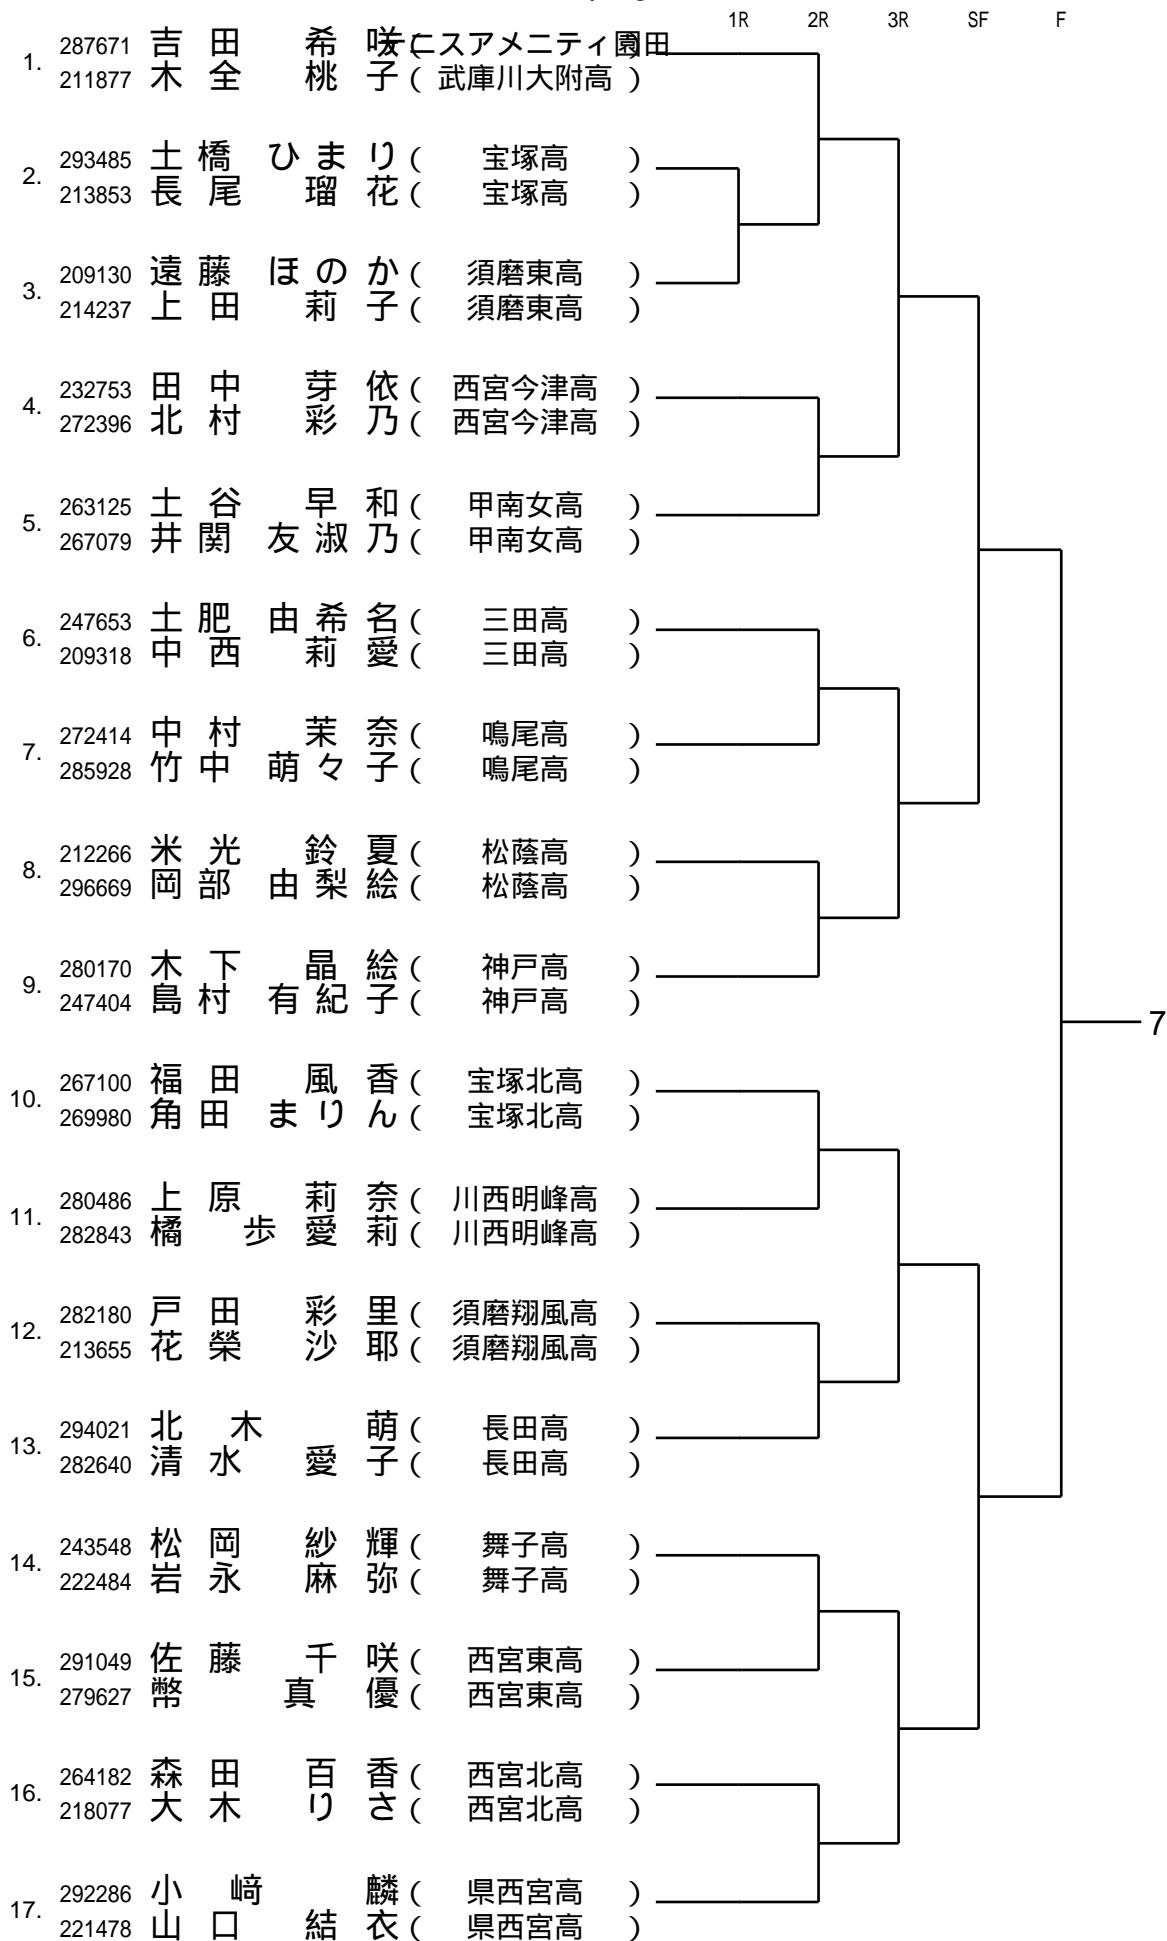 1R 2R 3R SF F
1. 287671 吉田 希咲(テニスアメニティ園田)
211877 木全 桃子(武庫川大附高)
2. 293485 土橋 ひまり(宝塚高)
213853 長尾 瑠花(宝塚高)
3. 209130 遠藤 ほのか(須磨東高)
214237 上田 莉子(須磨東高)
4. 232753 田中 芽依(西宮今津高)
272396 北村 彩乃(西宮今津高)
5. 263125 土谷 早和(甲南女高)
267079 井関 友淑乃(甲南女高)
6. 247653 土肥 由希名(三田高)
209318 中西 莉愛(三田高)
7. 272414 中村 茉奈(鳴尾高)
285928 竹中 萌々子(鳴尾高)
8. 212266 米光 鈴夏(松蔭高)
296669 岡部 由梨絵(松蔭高)
9. 280170 木下 晶絵(神戸高)
247404 島村 有紀子(神戸高)
7
10. 267100 福田 風香(宝塚北高)
269980 角田 まりん(宝塚北高)
11. 280486 上原 莉奈(川西明峰高)
282843 橘 歩愛莉(川西明峰高)
12. 282180 戸田 彩里(須磨翔風高)
213655 花榮 沙耶(須磨翔風高)
13. 294021 北木 萌(長田高)
282640 清水 愛子(長田高)
14. 243548 松岡 紗輝(舞子高)
222484 岩永 麻弥(舞子高)
15. 291049 佐藤 千咲(西宮東高)
279627 幣 真優(西宮東高)
16. 264182 森田 百香(西宮北高)
218077 大木 りさ(西宮北高)
17. 292286 小﨑 麟(県西宮高)
221478 山口 結衣(県西宮高)